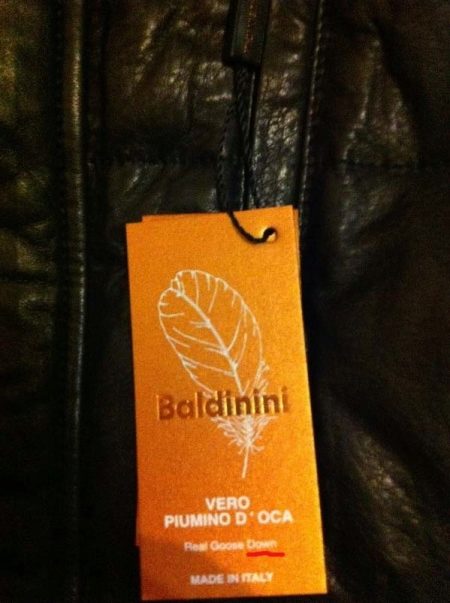 Baldinini
VERO
PIUMINO D' OCA
Real Goose Down
MADE IN ITALY